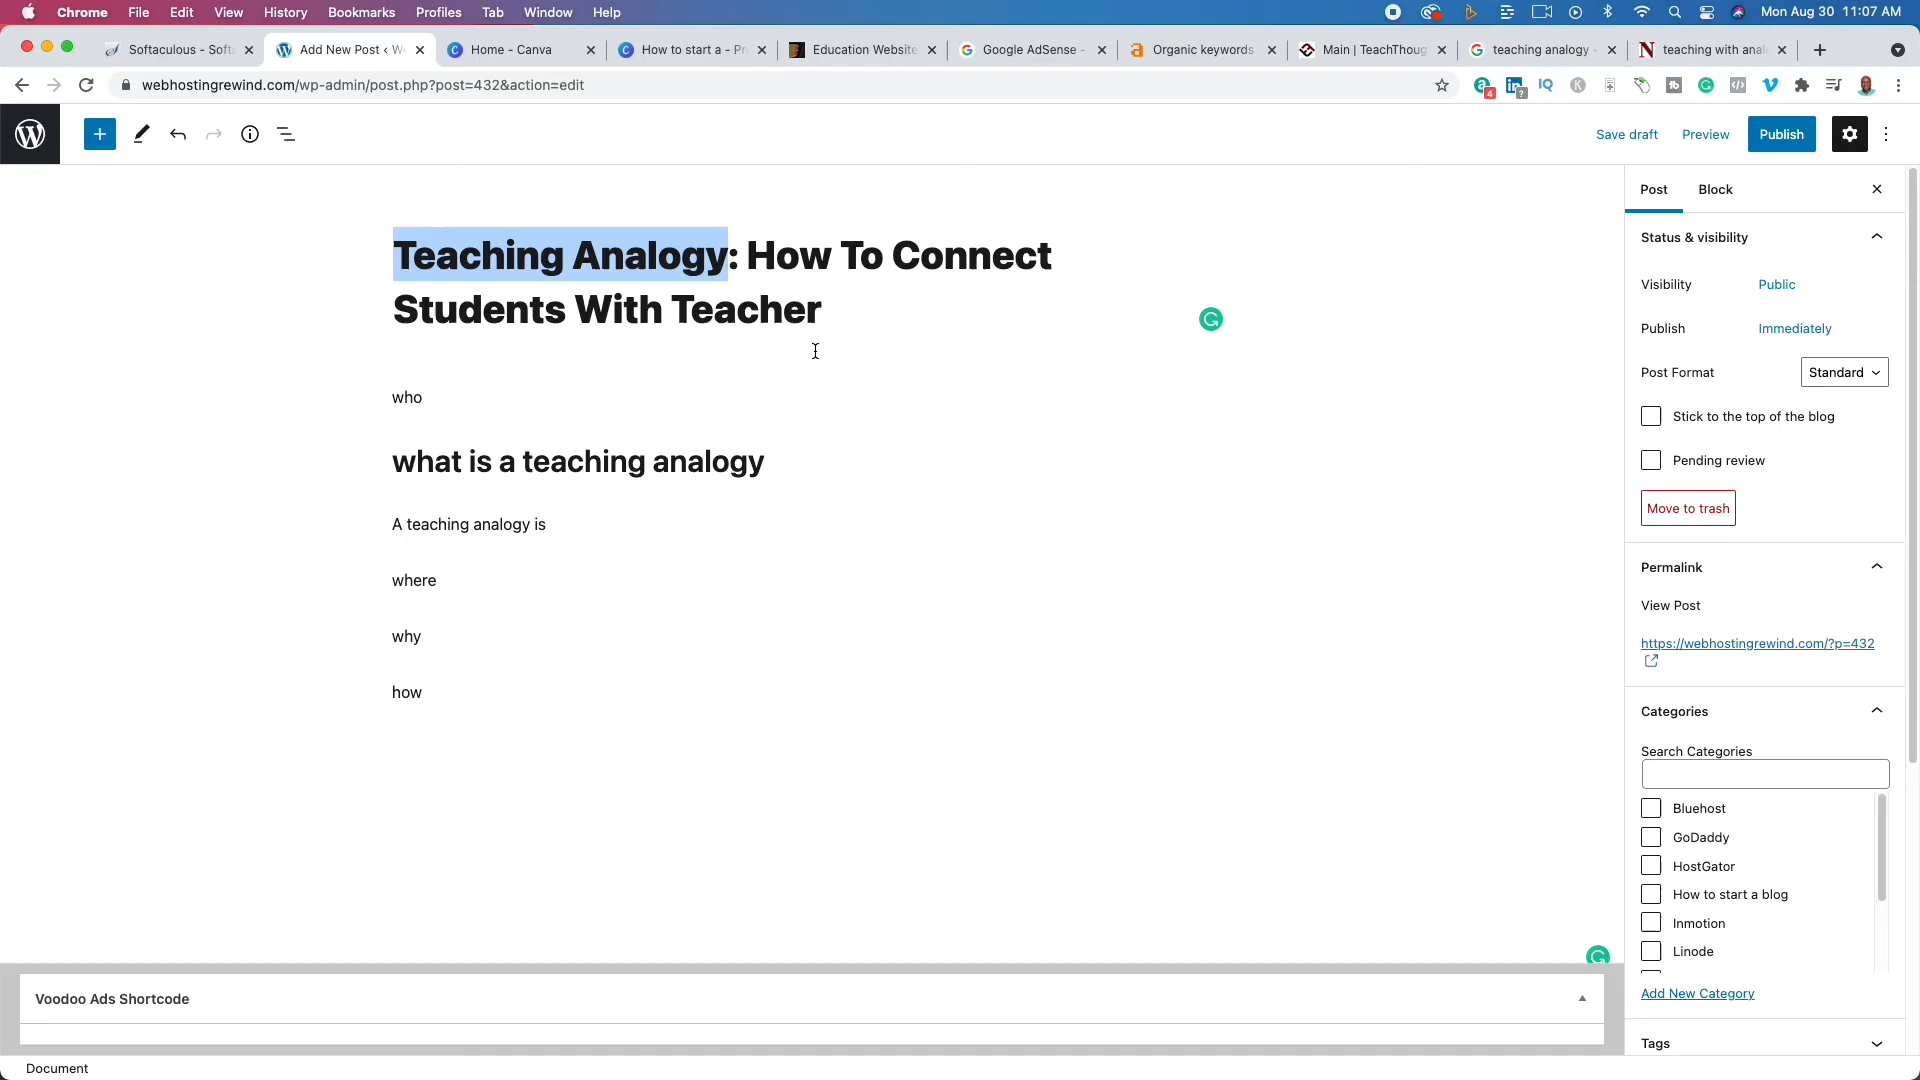 Chrome File Edit View History Bookmarks Profiles Tab Window Help Mon Aug 30 11:07 AM
Softaculous - Soft Add New Post ‹ W Home - Canva How to start a - Pr Education Website Google AdSense - Organic keywords Main | TeachThoug teaching analogy - teaching with anal
webhostingrewind.com/wp-admin/post.php?post=432&action=edit
Save draft Preview Publish
Post Block
Status & visibility
Teaching Analogy: How To Connect
Students With Teacher
Visibility Public
Publish Immediately
Post Format Standard
who
Stick to the top of the blog
what is a teaching analogy
Pending review
Move to trash
A teaching analogy is
Permalink
where
View Post
why
https://webhostingrewind.com/?p=432
how
Categories
Search Categories
Bluehost
GoDaddy
HostGator
How to start a blog
Inmotion
Linode
Add New Category
Voodoo Ads Shortcode
Tags
Document